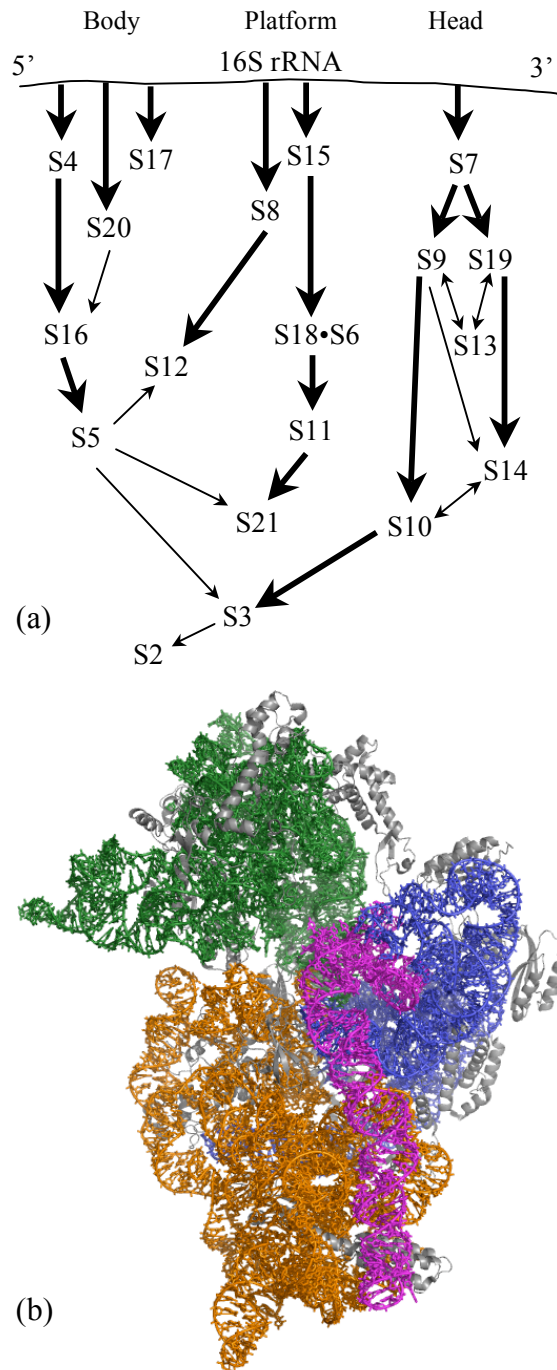 Body Platform Head
5’ 16S rRNA 3’
S4 S17 S15 S7
S20 S8
S9 S19
S16 S12 S18•S6 S13
S5 S11
S14
S21 S10
(a) S3
S2
(b)